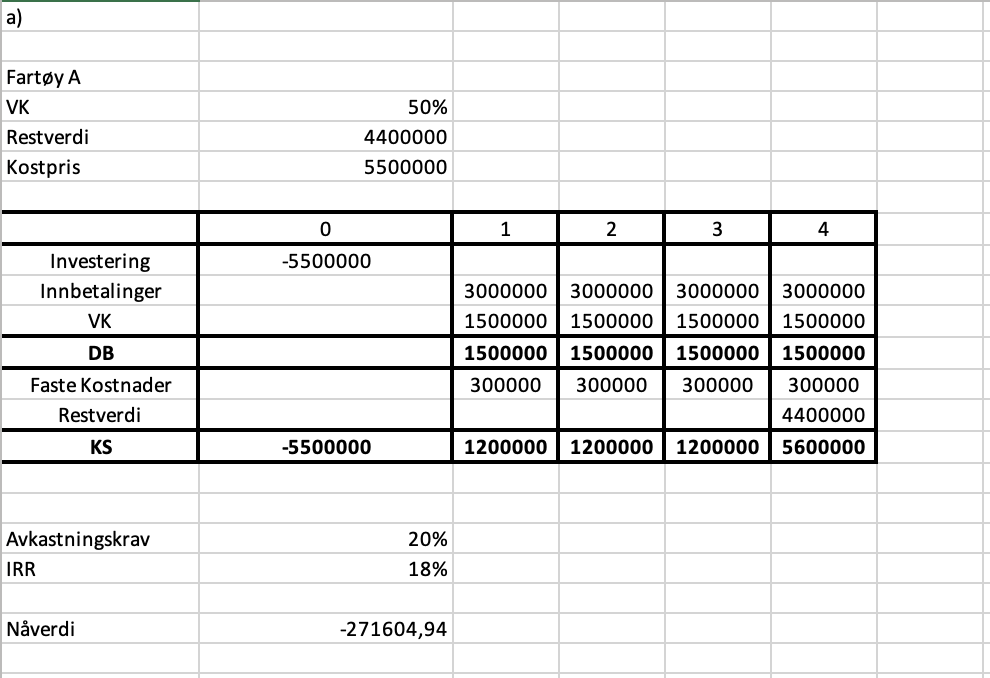 a)
Fartøy A
VK 50%
Restverdi 4400000
Kostpris 5500000
0 1 2 3 4
Investering -5500000
Innbetalinger 3000000 3000000 3000000 3000000
VK 1500000 1500000 1500000 1500000
DB 1500000 1500000 1500000 1500000
Faste Kostnader 300000 300000 300000 300000
Restverdi 4400000
KS -5500000 1200000 1200000 1200000 5600000
Avkastningskrav 20%
IRR 18%
Nåverdi -271604,94